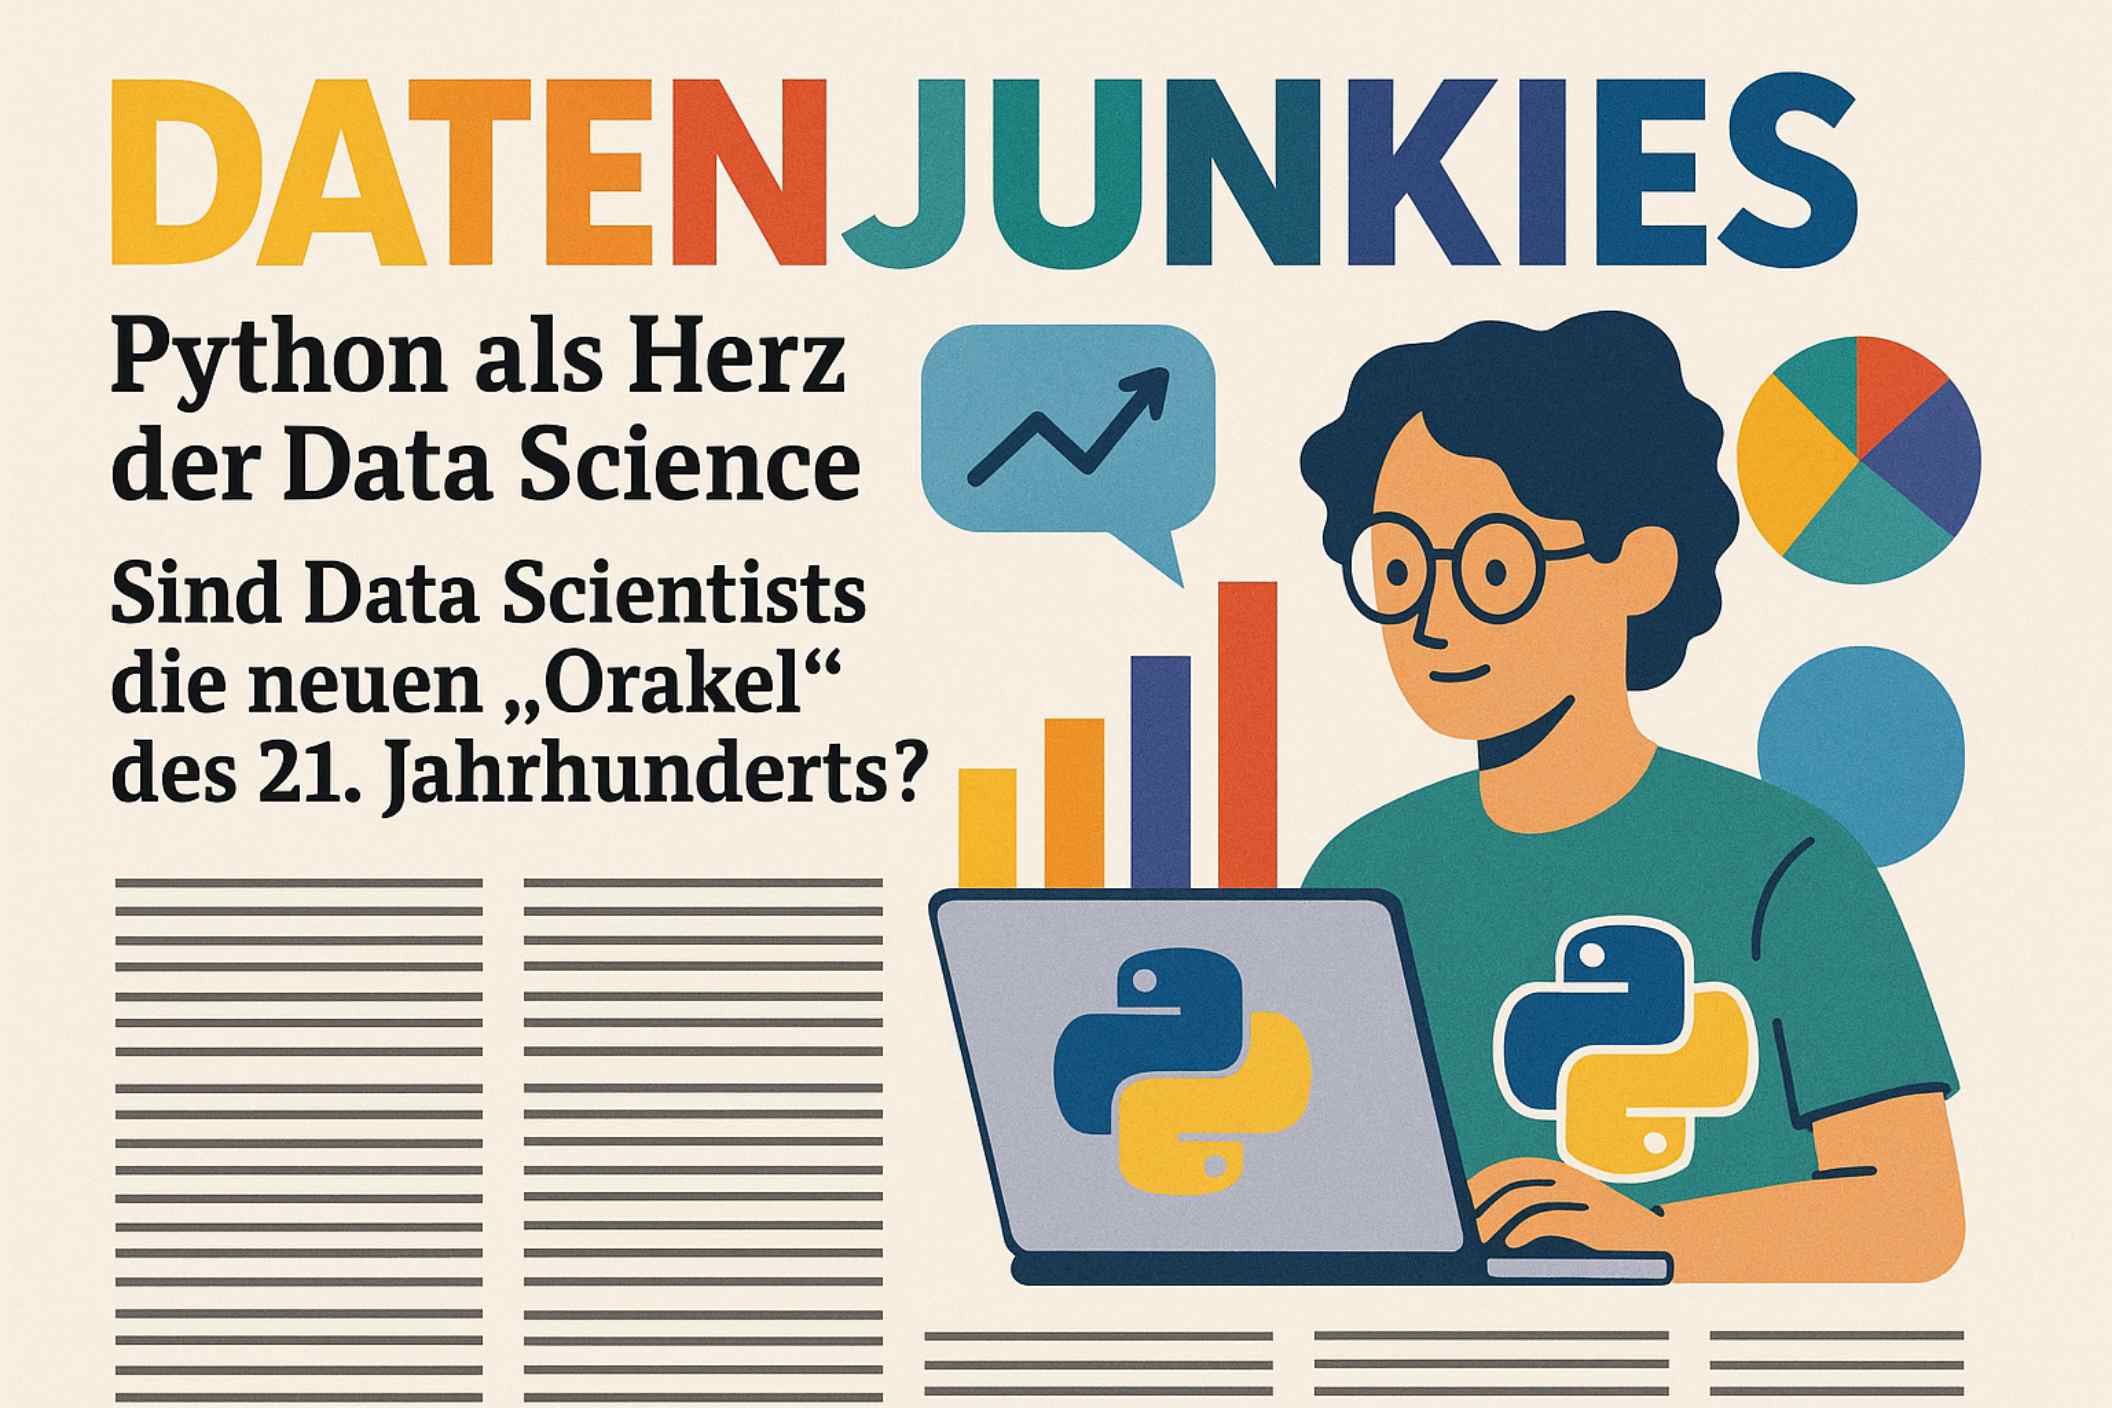 DATENJUNKIES
Python als Herz
der Data Science
Sind Data Scientists
die neuen „Orakel“
des 21. Jahrhunderts?